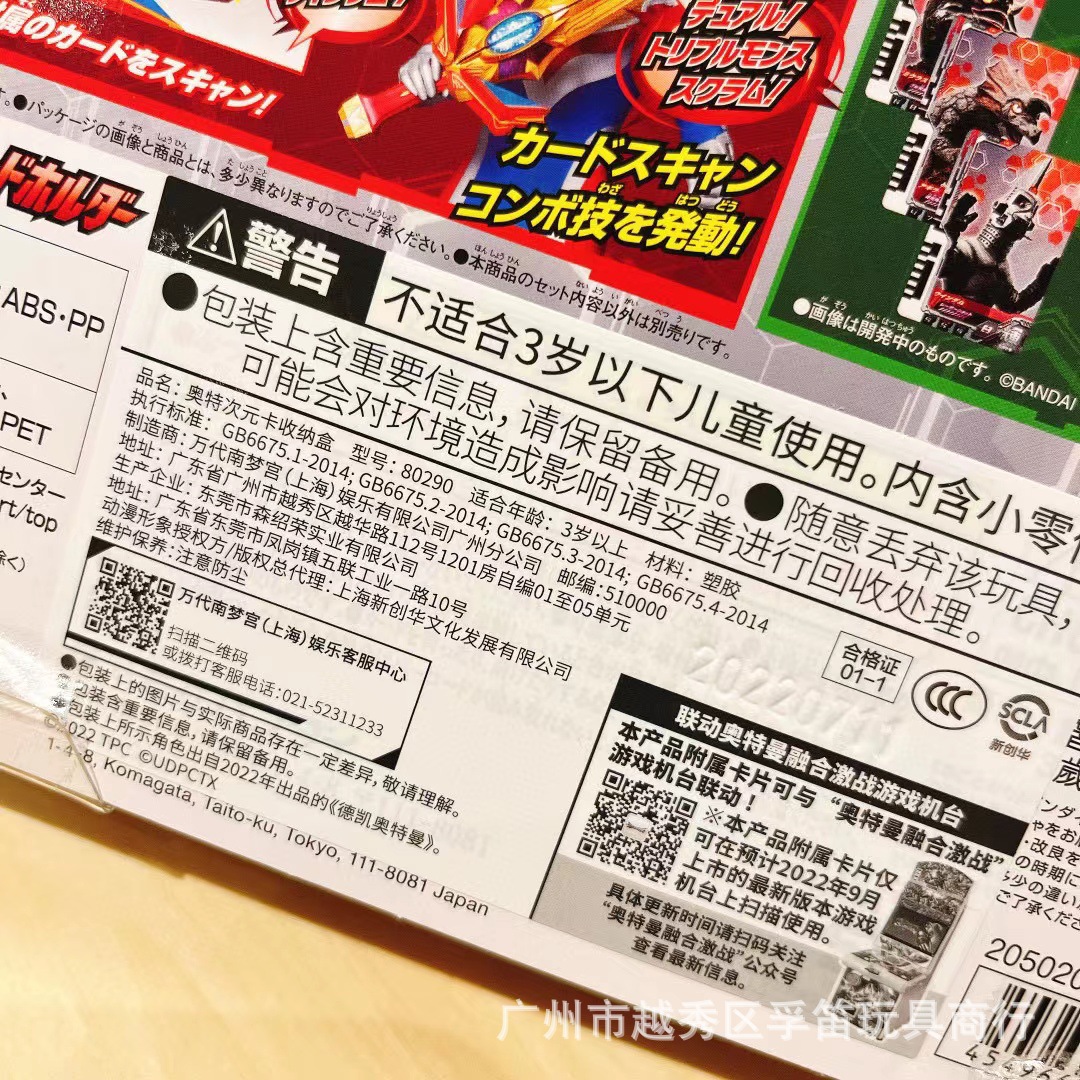 デュアル!
トリプルモンス
スクラム!
属のカードをスキャン!
カードスキャン
コンボ技を発動!
●パッケージの画像と商品とは、多少異なりますのでご了承ください。●本商品のセット内容以外は別売りです。
●画像は開発中のものです。 ©BANDAI
ドホルダー
ABS・PP
PET
センター
rt/top
警告
不适合3岁以下儿童使用。内含小零件
●包装上含重要信息，请保留备用。●随意丢弃该玩具，
可能会对环境造成影响请妥善进行回收处理。
品名：奥特次元卡收纳盒 型号：80290 适合年龄：3岁以上 材料：塑胶
执行标准：GB6675.1-2014; GB6675.2-2014; GB6675.3-2014; GB6675.4-2014
制造商：万代南梦宫(上海)娱乐有限公司广州分公司 邮编:510000
地址：广东省广州市越秀区越华路112号1201房自编01至05单元
生产企业：东莞市森绍荣实业有限公司
地址：广东省东莞市凤岗镇五联工业一路10号
动漫形象授权方/版权总代理:上海新创华文化发展有限公司
维护保养:注意防尘
万代南梦宫(上海)娱乐客服中心
扫描二维码
或拨打客服电话:021-52311233
●包装上的图片与实际商品存在一定差异，敬请理解。
●包装含重要信息，请保留备用。
●包装上所示角色出自2022年出品的《德凯奥特曼》。
©2022 TPC ©UDPCTX
1-4-8, Komagata, Taito-ku, Tokyo, 111-8081 Japan
合格证
01-1
CCC
SCLA
新创华
联动奥特曼融合激战游戏机台
本产品附属卡片可与“奥特曼融合激战”
游戏机台联动！
※本产品附属卡片仅
可在预计2022年9月
上市的最新版本游戏
机台上扫描使用。
具体更新时间请扫码关注
“奥特曼融合激战”公众号
查看最新信息。
205020
广州市越秀区孚笛玩具商行